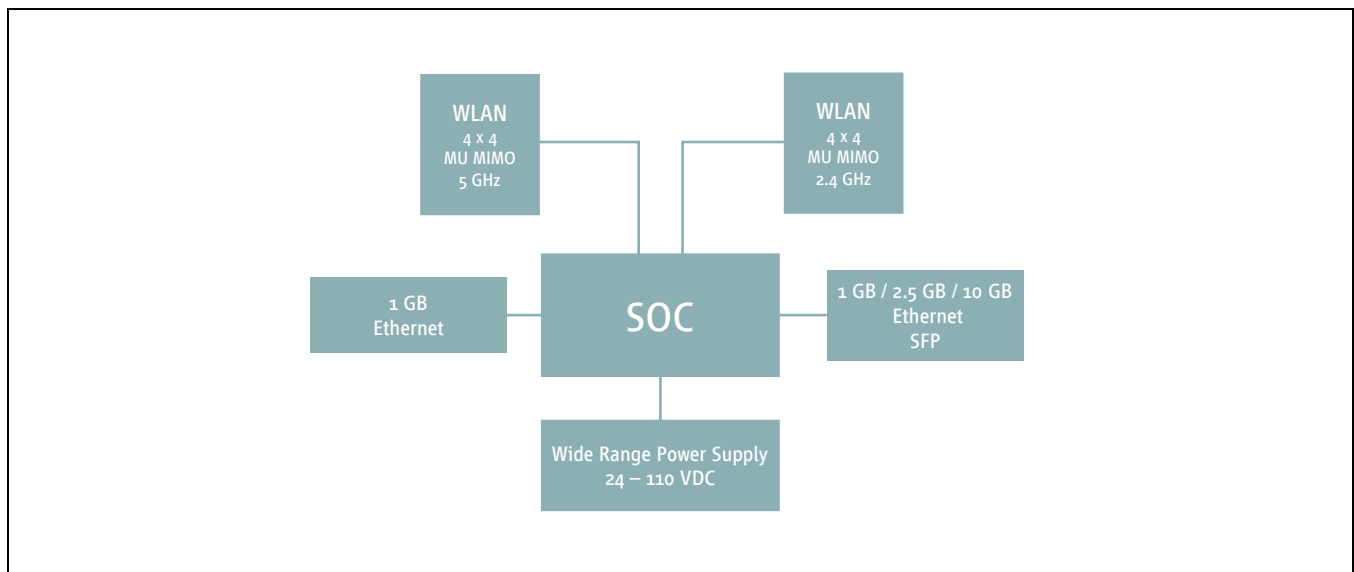 WLAN
4 x 4
MU MIMO
5 GHz
WLAN
4 x 4
MU MIMO
2.4 GHz
1 GB
Ethernet
SOC
1 GB / 2.5 GB / 10 GB
Ethernet
SFP
Wide Range Power Supply
24 – 110 VDC